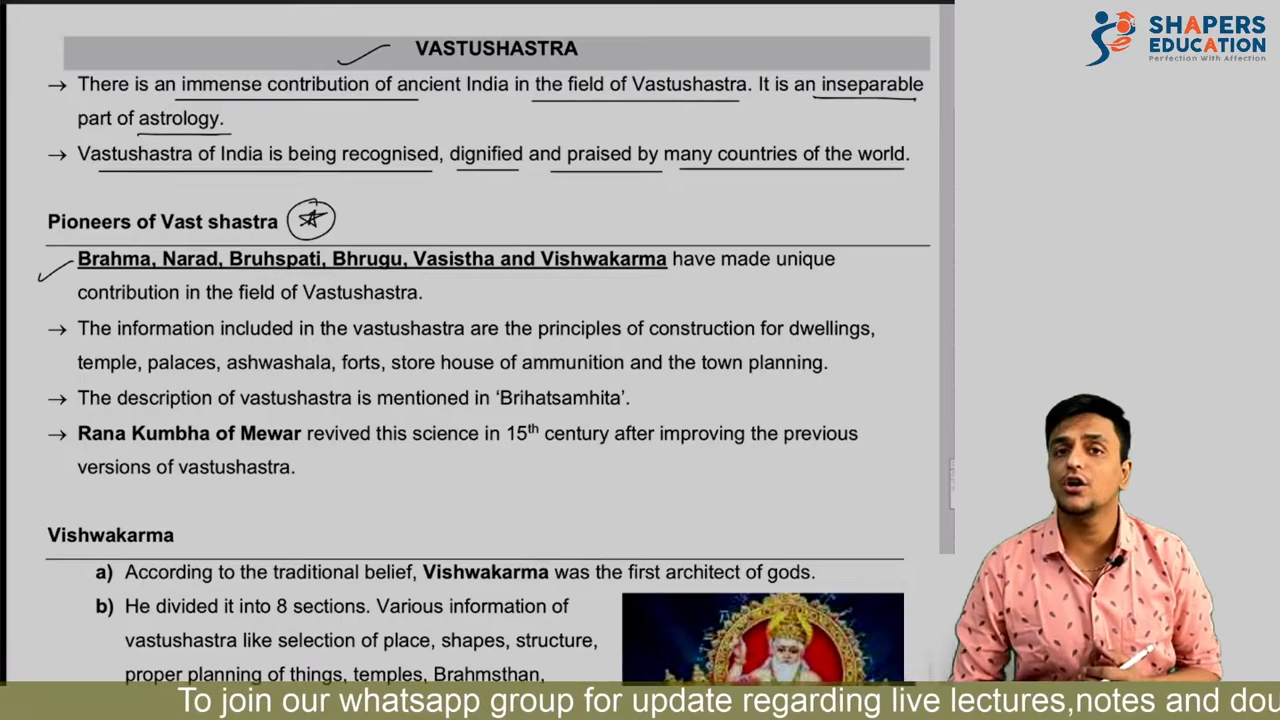 SHAPERS
EDUCATION
Perfection With Affection
VASTUSHASTRA
→ There is an immense contribution of ancient India in the field of Vastushastra. It is an inseparable
part of astrology.
→ Vastushastra of India is being recognised, dignified and praised by many countries of the world.
Pioneers of Vast shastra
Brahma, Narad, Bruhspati, Bhrugu, Vasistha and Vishwakarma have made unique
contribution in the field of Vastushastra.
→ The information included in the vastushastra are the principles of construction for dwellings,
temple, palaces, ashwashala, forts, store house of ammunition and the town planning.
→ The description of vastushastra is mentioned in ‘Brihatsamhita’.
→ Rana Kumbha of Mewar revived this science in 15th century after improving the previous
versions of vastushastra.
Vishwakarma
a) According to the traditional belief, Vishwakarma was the first architect of gods.
b) He divided it into 8 sections. Various information of
vastushastra like selection of place, shapes, structure,
proper planning of things, temples, Brahmsthan,
To join our whatsapp group for update regarding live lectures,notes and dou